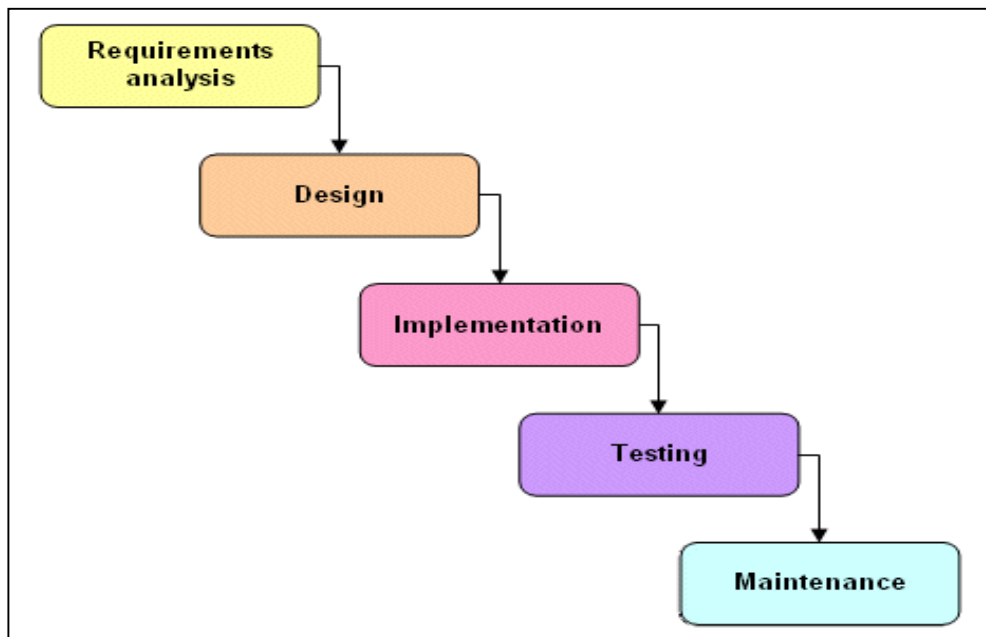 Requirements
analysis
Design
Implementation
Testing
Maintenance